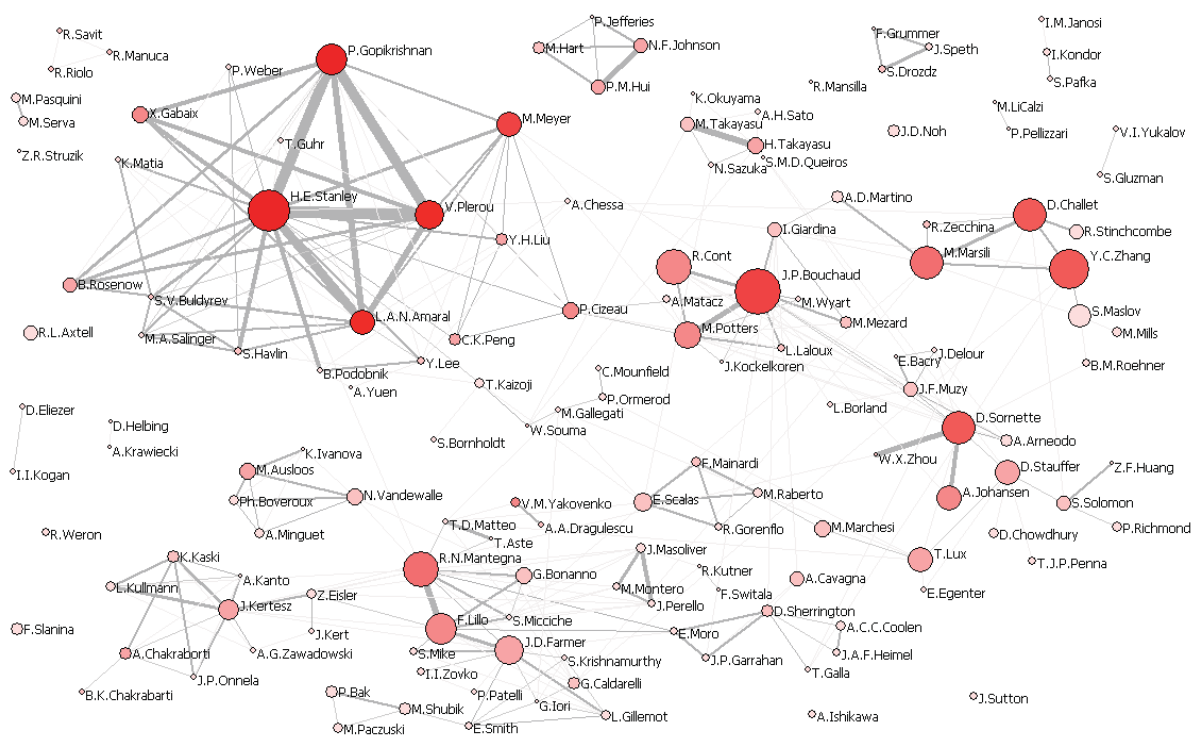 P.Jefferies
I.M.Janosi
R.Savit
F.Grummer
M.Hart
N.F.Johnson
J.Speth
P.Gopikrishnan
R.Manuca
I.Kondor
R.Riolo
P.Weber
S.Drozdz
S.Pafka
P.M.Hui
R.Mansilla
M.Pasquini
K.Okuyama
M.LiCalzi
X.Gabaix
A.H.Sato
M.Serva
M.Meyer
M.Takayasu
J.D.Noh
P.Pellizzari
V.I.Yukalov
T.Guhr
H.Takayasu
Z.R.Struzik
K.Matia
S.M.D.Queiros
N.Sazuka
S.Gluzman
H.E.Stanley
A.D.Martino
V.Plerou
A.Chessa
D.Challet
R.Zecchina
I.Giardina
R.Stinchcombe
Y.H.Liu
R.Cont
M.Marsili
Y.C.Zhang
J.P.Bouchaud
B.Rosenow
S.V.Buldyrev
A.Matacz
M.Wyart
P.Cizeau
S.Maslov
L.A.N.Amaral
M.Mezard
R.L.Axtell
M.A.Salinger
M.Potters
M.Mills
C.K.Peng
S.Havlin
L.Laloux
J.Delour
E.Bacry
Y.Lee
J.Kockelkoren
B.M.Roehner
B.Podobnik
C.Mounfield
T.Kaizoji
A.Yuen
J.F.Muzy
P.Ormerod
D.Eliezer
M.Gallegati
L.Borland
D.Helbing
W.Souma
D.Sornette
S.Bornholdt
A.Arneodo
A.Krawiecki
K.Ivanova
W.X.Zhou
F.Mainardi
I.I.Kogan
M.Ausloos
D.Stauffer
Z.F.Huang
M.Raberto
Ph.Boveroux
N.Vandewalle
V.M.Yakovenko
E.Scalas
A.Johansen
S.Solomon
T.D.Matteo
A.A.Dragulescu
R.Gorenflo
M.Marchesi
P.Richmond
R.Weron
A.Minguet
D.Chowdhury
T.Aste
J.Masoliver
K.Kaski
R.N.Mantegna
T.Lux
T.J.P.Penna
R.Kutner
A.Kanto
G.Bonanno
A.Cavagna
L.Kullmann
M.Montero
F.Switala
E.Egenter
Z.Eisler
J.Kertesz
J.Perello
D.Sherrington
S.Micciche
F.Slanina
J.Kert
F.Lillo
E.Moro
A.C.C.Coolen
J.D.Farmer
A.Chakraborti
A.G.Zawadowski
S.Mike
J.P.Garrahan
J.A.F.Heimel
S.Krishnamurthy
I.I.Zovko
T.Galla
J.P.Onnela
G.Caldarelli
B.K.Chakrabarti
P.Bak
P.Patelli
J.Sutton
G.Iori
M.Shubik
L.Gillemot
A.Ishikawa
M.Paczuski
E.Smith